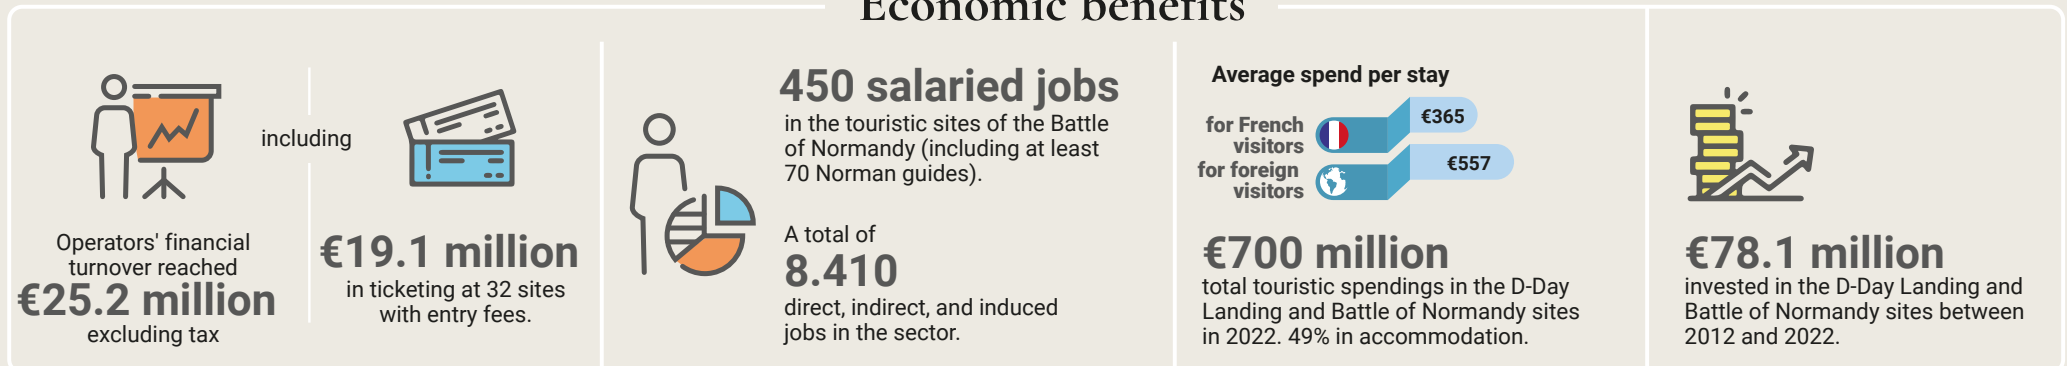 Economic benefits
Operators' financial
turnover reached
€25.2 million
excluding tax
including
€19.1 million
in ticketing at 32 sites
with entry fees.
450 salaried jobs
in the touristic sites of the Battle
of Normandy (including at least
70 Norman guides).
A total of
8.410
direct, indirect, and induced
jobs in the sector.
Average spend per stay
for French
visitors
€365
for foreign
visitors
€557
€700 million
total touristic spendings in the D-Day
Landing and Battle of Normandy sites
in 2022. 49% in accommodation.
€78.1 million
invested in the D-Day Landing and
Battle of Normandy sites between
2012 and 2022.